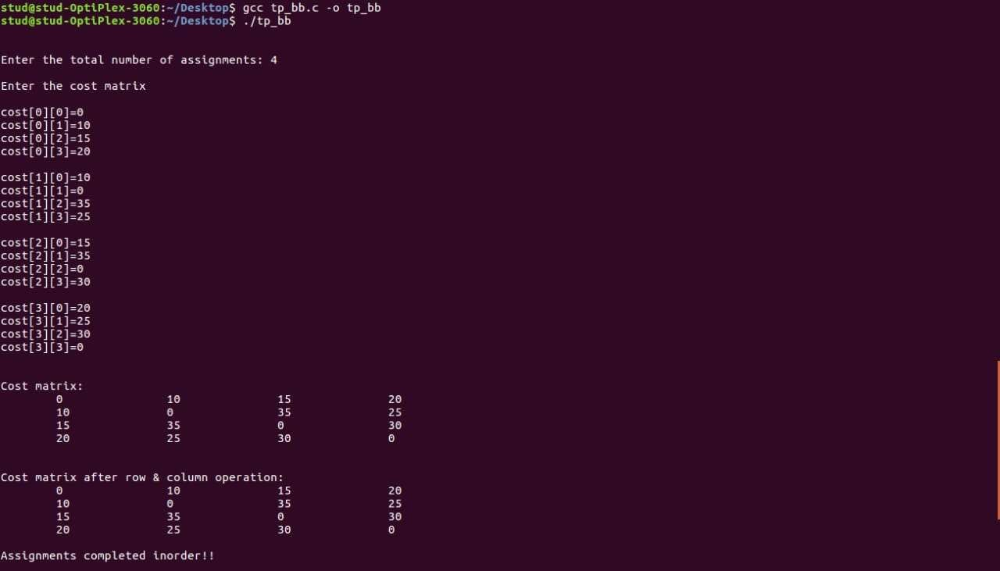 stud@stud-OptiPlex-3060:~/Desktop$ gcc tp_bb.c -o tp_bb
stud@stud-OptiPlex-3060:~/Desktop$ ./tp_bb
Enter the total number of assignments: 4
Enter the cost matrix
cost[0][0]=0
cost[0][1]=10
cost[0][2]=15
cost[0][3]=20
cost[1][0]=10
cost[1][1]=0
cost[1][2]=35
cost[1][3]=25
cost[2][0]=15
cost[2][1]=35
cost[2][2]=0
cost[2][3]=30
cost[3][0]=20
cost[3][1]=25
cost[3][2]=30
cost[3][3]=0
Cost matrix:
0 10 15 20
10 0 35 25
15 35 0 30
20 25 30 0
Cost matrix after row & column operation:
0 10 15 20
10 0 35 25
15 35 0 30
20 25 30 0
Assignments completed inorder!!